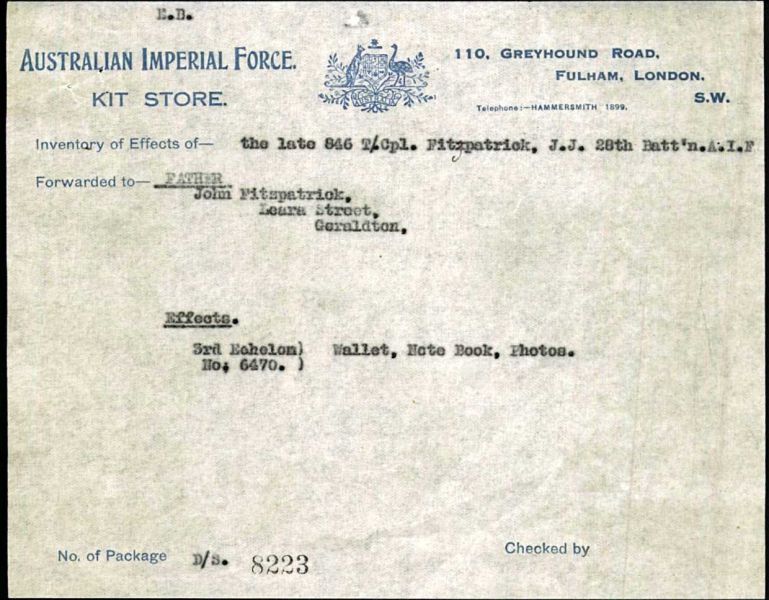 E.B.
AUSTRALIAN IMPERIAL FORCE.
KIT STORE.
110, GREYHOUND ROAD,
FULHAM, LONDON.
S.W.
Telephone:—HAMMERSMITH 1899.
Inventory of Effects of— the late 846 T/Cpl. Fitzpatrick, J.J. 28th Batt'n.A.I.F
Forwarded to— FATHER
John Fitzpatrick,
Street,
Geraldton,
Effects.
3rd Echelon) Wallet, Note Book, Photos.
No. 6470. )
No. of Package D/S. 8223
Checked by